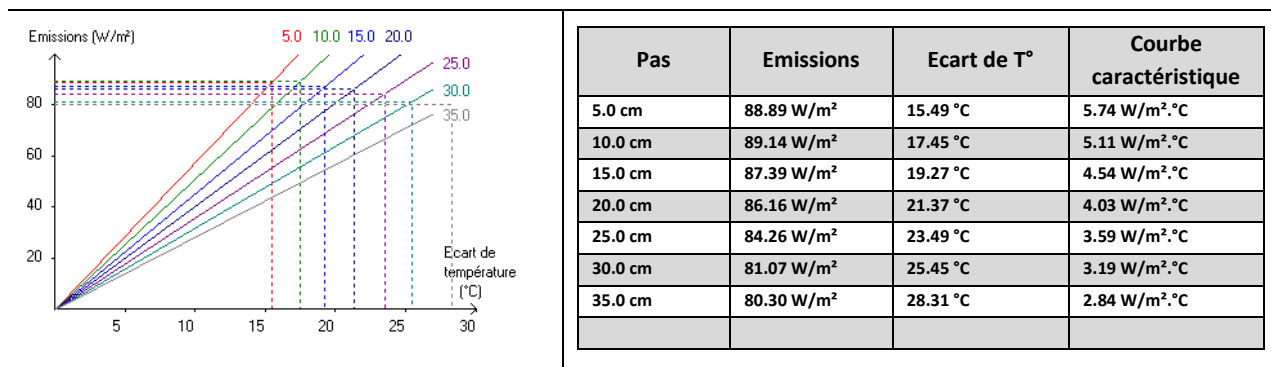 Emissions (W/m²)
5.0 10.0 15.0 20.0
25.0
30.0
35.0
80
60
40
20
Ecart de
température
(°C)
5 10 15 20 25 30
Pas Emissions Ecart de T° Courbe caractéristique
5.0 cm 88.89 W/m² 15.49 °C 5.74 W/m².°C
10.0 cm 89.14 W/m² 17.45 °C 5.11 W/m².°C
15.0 cm 87.39 W/m² 19.27 °C 4.54 W/m².°C
20.0 cm 86.16 W/m² 21.37 °C 4.03 W/m².°C
25.0 cm 84.26 W/m² 23.49 °C 3.59 W/m².°C
30.0 cm 81.07 W/m² 25.45 °C 3.19 W/m².°C
35.0 cm 80.30 W/m² 28.31 °C 2.84 W/m².°C